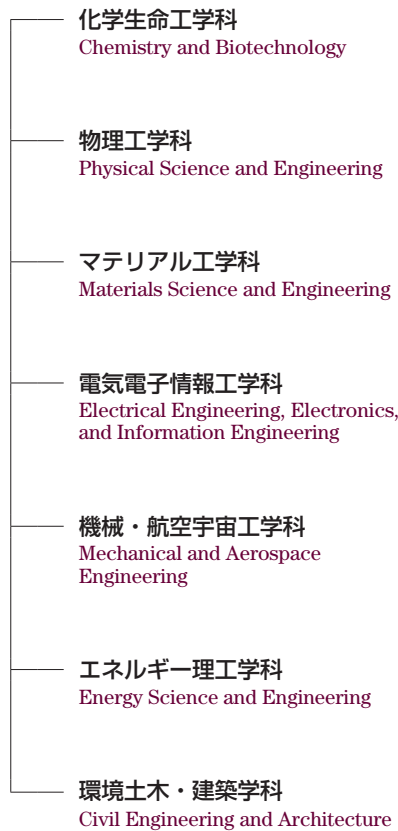 化学生命工学科
Chemistry and Biotechnology
物理工学科
Physical Science and Engineering
マテリアル工学科
Materials Science and Engineering
電気電子情報工学科
Electrical Engineering, Electronics,
and Information Engineering
機械・航空宇宙工学科
Mechanical and Aerospace
Engineering
エネルギー理工学科
Energy Science and Engineering
環境土木・建築学科
Civil Engineering and Architecture